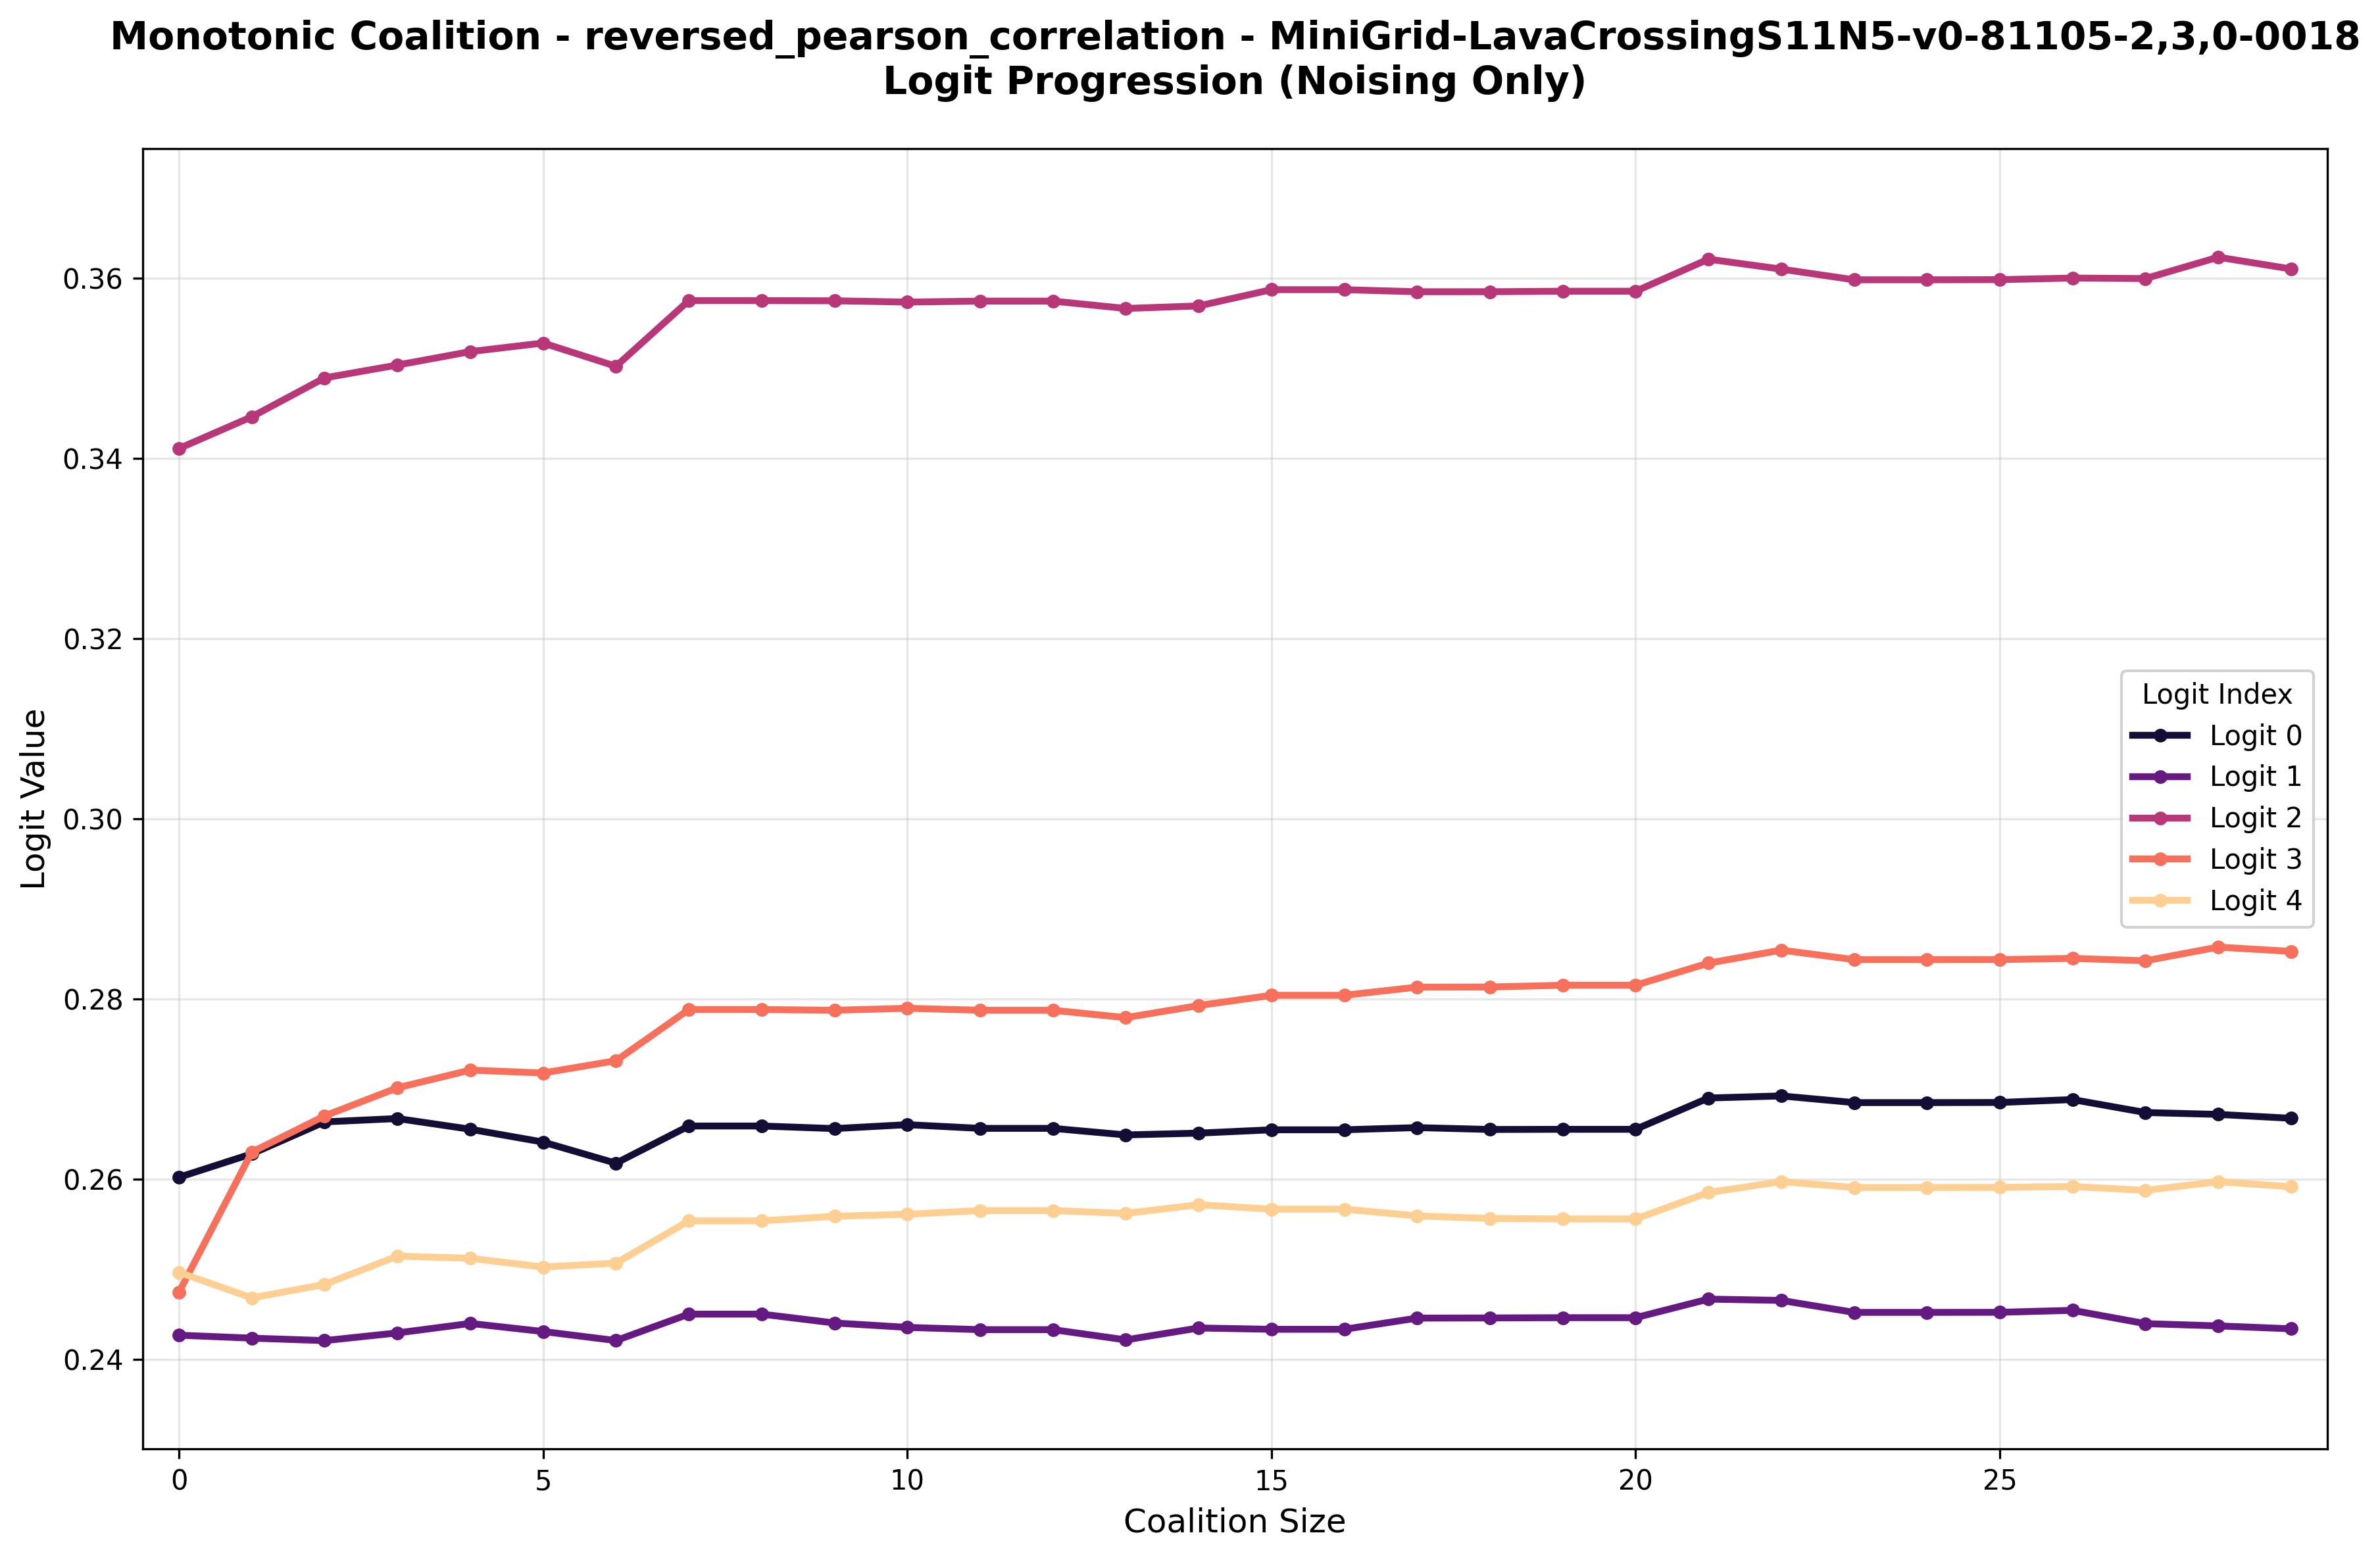 Monotonic Coalition - reversed_pearson_correlation - MiniGrid-LavaCrossingS11N5-v0-81105-2,3,0-0018
Logit Progression (Noising Only)
0.36
0.34
0.32
0.30
0.28
0.26
0.24
Logit Value
Logit Index
Logit 0
Logit 1
Logit 2
Logit 3
Logit 4
0 5 10 15 20 25
Coalition Size